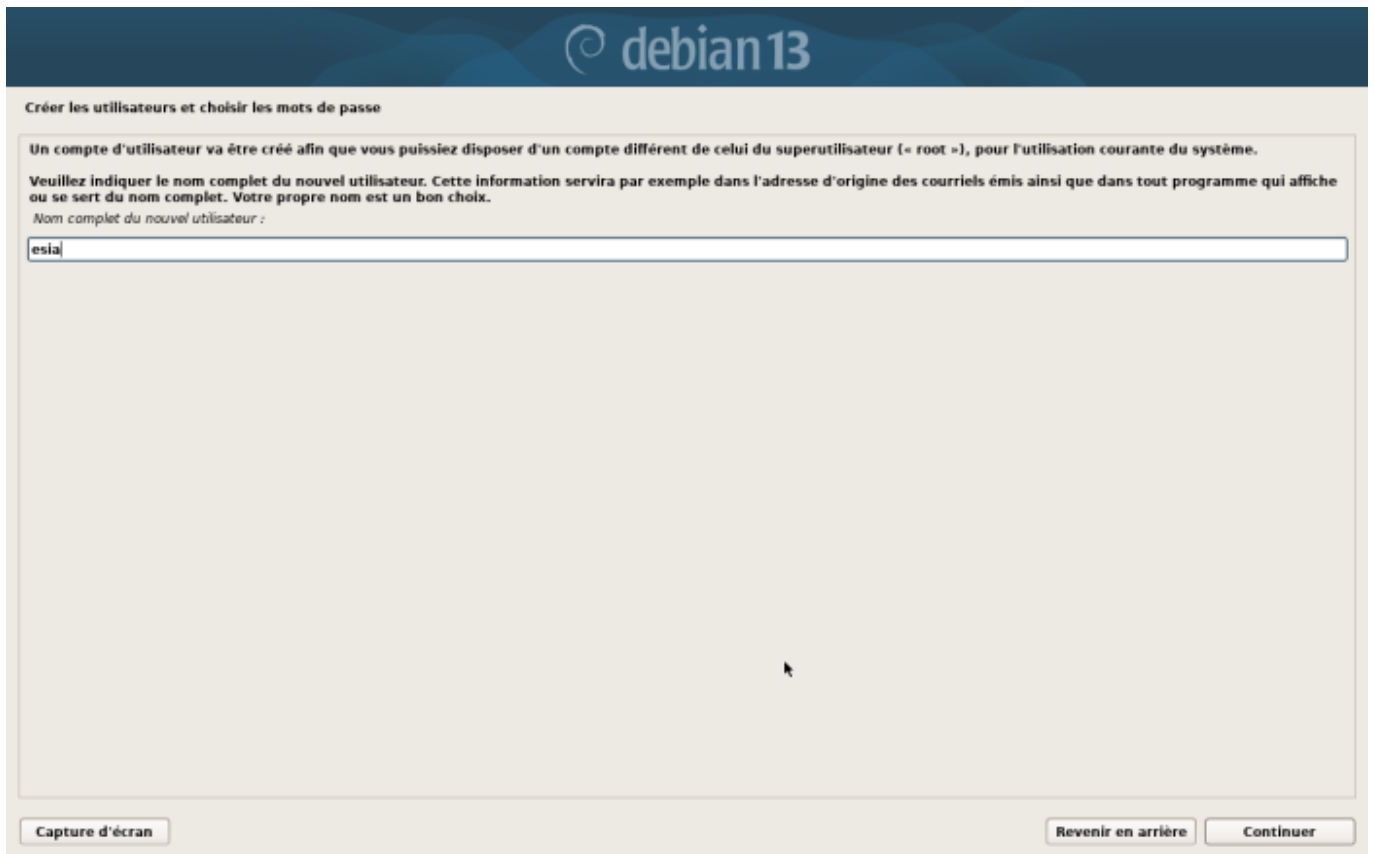 debian 13
Créer les utilisateurs et choisir les mots de passe
Un compte d'utilisateur va être créé afin que vous puissiez disposer d'un compte différent de celui du superutilisateur (« root »), pour l'utilisation courante du système.
Veuillez indiquer le nom complet du nouvel utilisateur. Cette information servira par exemple dans l'adresse d'origine des courriels émis ainsi que dans tout programme qui affiche
ou se sert du nom complet. Votre propre nom est un bon choix.
Nom complet du nouvel utilisateur :
esia
Capture d'écran
Revenir en arrière
Continuer